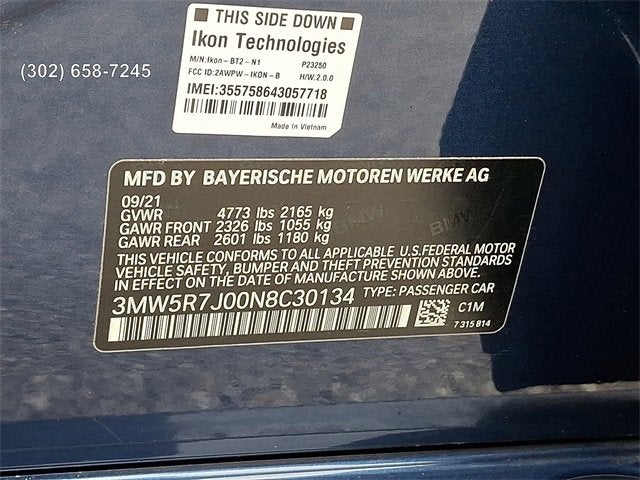 THIS SIDE DOWN
Ikon Technologies
M/N:Ikon-BT2-N1 P23250
FCC ID:2AWPW-IKON-B H/W:2.0.0
IMEI:355758643057718
Made in Vietnam
(302) 658-7245
MFD BY BAYERISCHE MOTOREN WERKE AG
09/21
GVWR 4773 lbs 2165 kg
GAWR FRONT 2326 lbs 1055 kg
GAWR REAR 2601 lbs 1180 kg
BMW
BMW
THIS VEHICLE CONFORMS TO ALL APPLICABLE U.S.FEDERAL MOTOR
VEHICLE SAFETY, BUMPER AND THEFT PREVENTION STANDARDS
IN EFFECT ON THE DATE OF MANUFACTURE SHOWN ABOVE.
3MW5R7J00N8C30134 TYPE: PASSENGER CAR
C1M
7315814